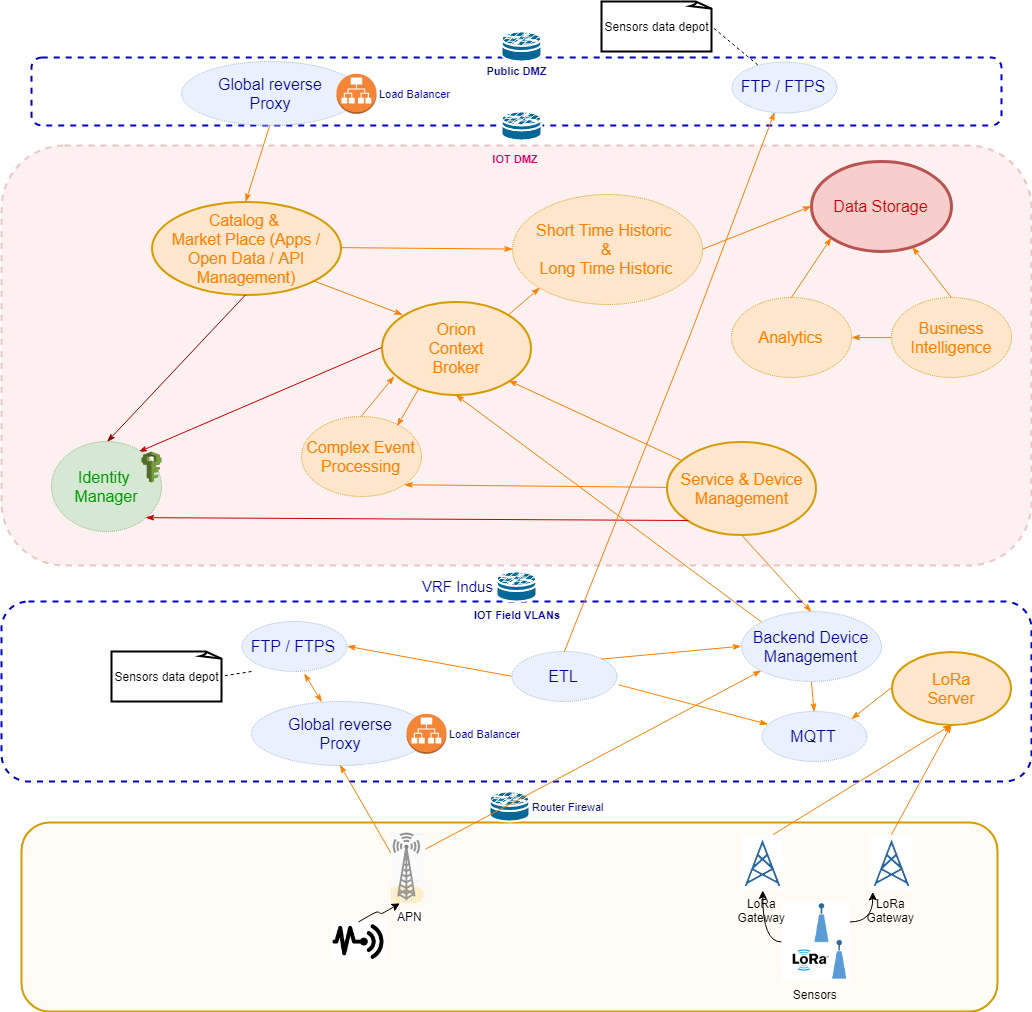 Sensors data depot
Public DMZ
Global reverse
Proxy
Load Balancer
FTP / FTPS
IOT DMZ
Catalog &
Market Place (Apps /
Open Data / API
Management)
Short Time Historic
&
Long Time Historic
Data Storage
Orion
Context
Broker
Analytics
Business
Intelligence
Complex Event
Processing
Identity
Manager
Service & Device
Management
VRF Indus
IOT Field VLANs
FTP / FTPS
Sensors data depot
ETL
Backend Device
Management
LoRa
Server
Global reverse
Proxy
Load Balancer
MQTT
Router Firewal
APN
LoRa
Gateway
LoRa
Gateway
LoRa
Sensors